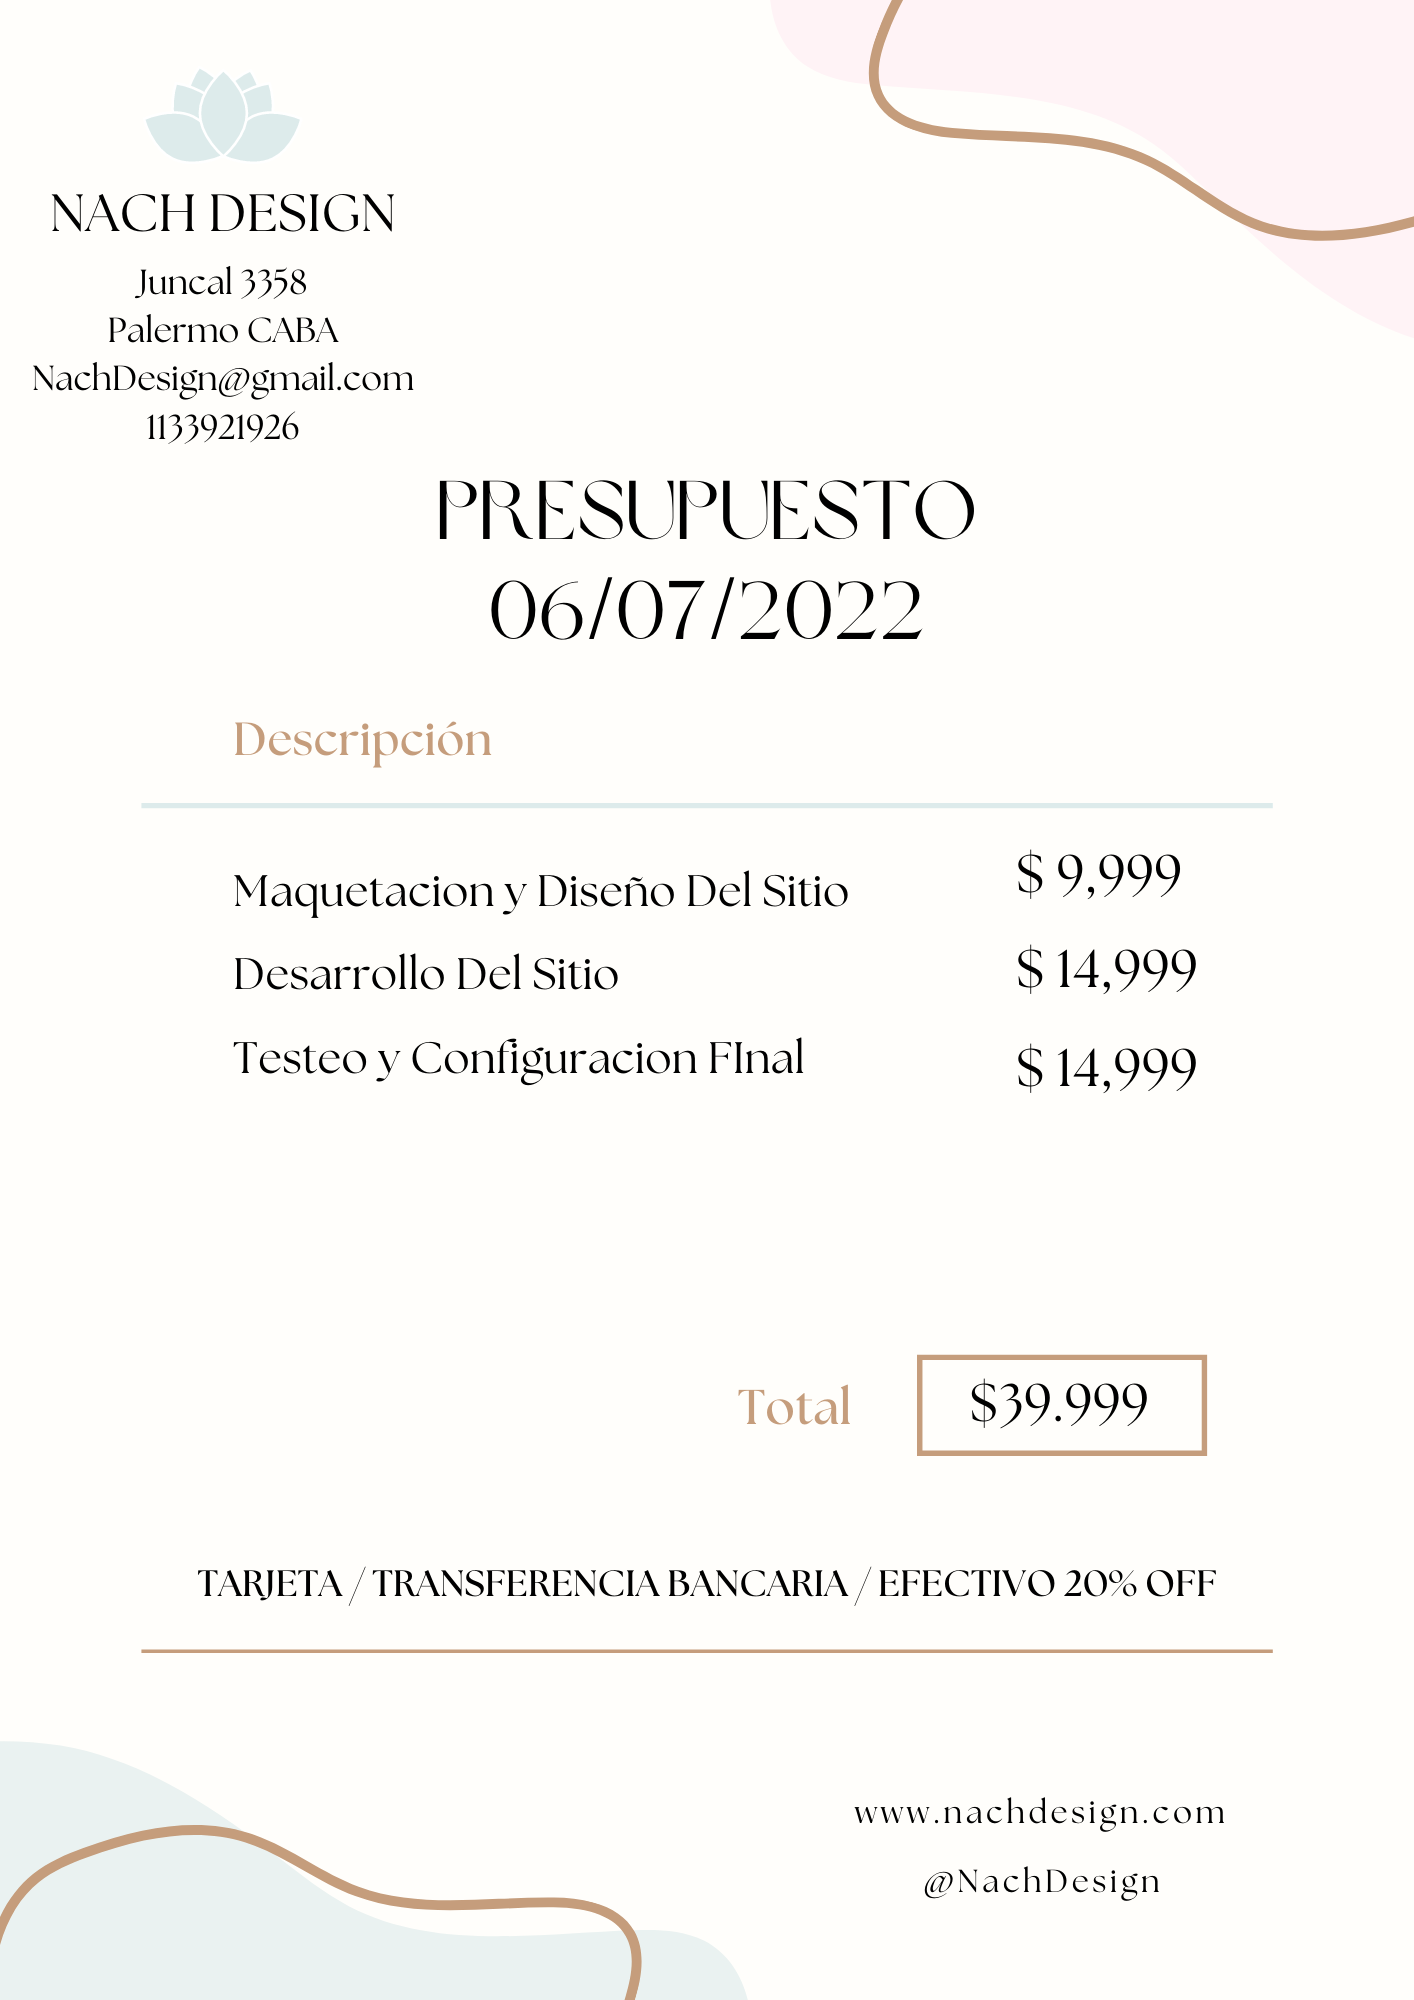 NACH DESIGN
Juncal 3358
Palermo CABA
NachDesign@gmail.com
1133921926
PRESUPUESTO
06/07/2022
Descripción
Maquetacion y Diseño Del Sitio $ 9,999
Desarrollo Del Sitio $ 14,999
Testeo y Configuracion FInal $ 14,999
Total $39.999
TARJETA / TRANSFERENCIA BANCARIA / EFECTIVO 20% OFF
www.nachdesign.com
@NachDesign